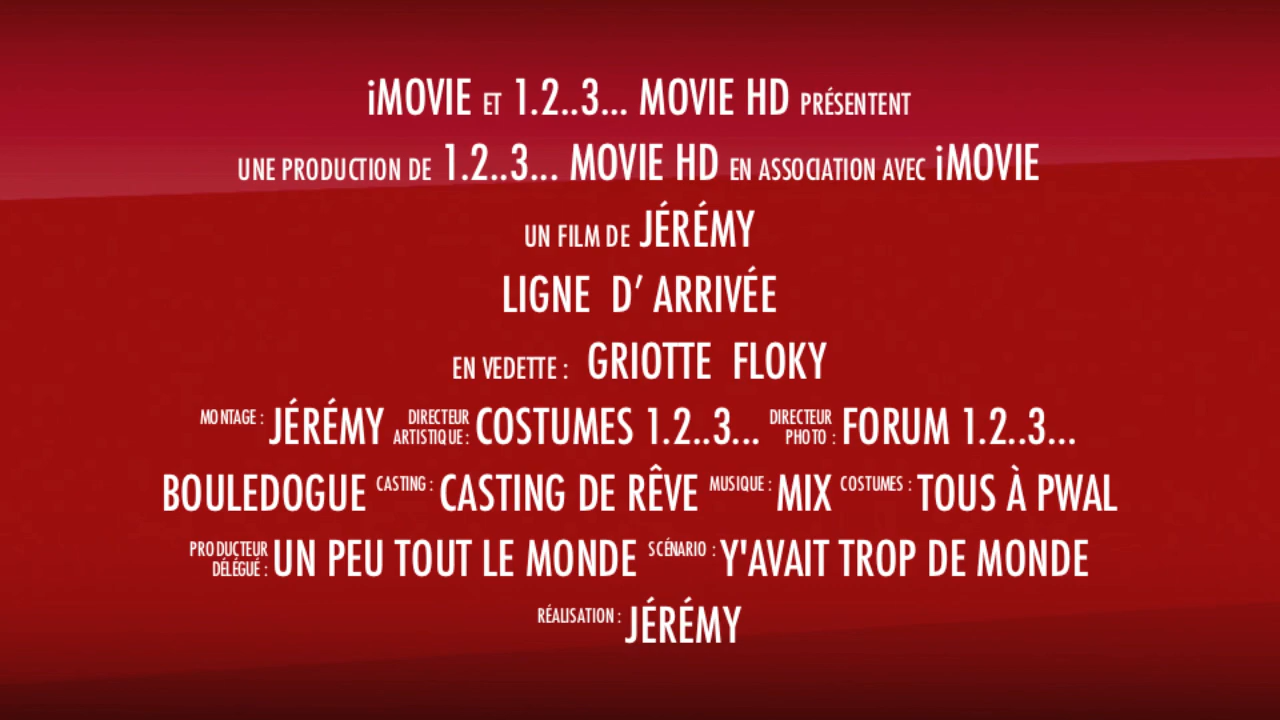 iMOVIE ET 1.2..3... MOVIE HD PRÉSENTENT
UNE PRODUCTION DE 1.2..3... MOVIE HD EN ASSOCIATION AVEC iMOVIE
UN FILM DE JÉRÉMY
LIGNE D' ARRIVÉE
EN VEDETTE : GRIOTTE FLOKY
MONTAGE : JÉRÉMY DIRECTEUR ARTISTIQUE : COSTUMES 1.2..3... DIRECTEUR PHOTO : FORUM 1.2..3...
BOULEDOGUE CASTING : CASTING DE RÊVE MUSIQUE : MIX COSTUMES : TOUS À PWAL
PRODUCTEUR DÉLÉGUÉ : UN PEU TOUT LE MONDE SCÉNARIO : Y'AVAIT TROP DE MONDE
RÉALISATION : JÉRÉMY